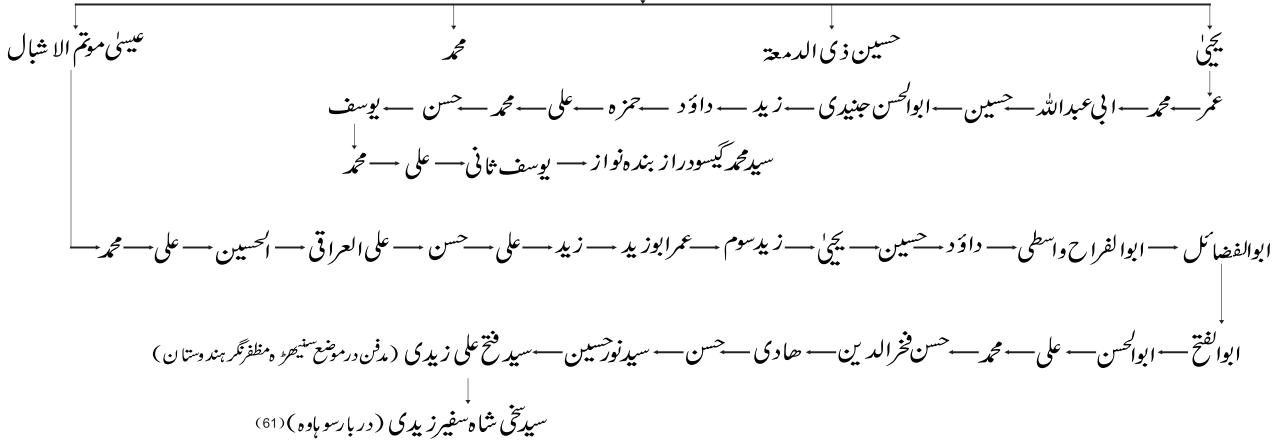 یحییٰ حسین ذی الدمعۃ محمد عیسیٰ موتم الاشبال
عمر محمد ابی عبداللہ حسین ابوالحسن جنیدی زید داؤد حمزہ علی محمد حسن یوسف
سید محمد گیسودراز بندہ نواز یوسف ثانی علی محمد
ابوالفضائل ابوالفراح واسطی داؤد حسین یحییٰ زید سوم عمر ابوزید زید علی حسن علی العراقی الحسین علی محمد
ابوالفتح ابوالحسن علی محمد حسن فخرالدین ھادی حسن سید نور حسین سید فتح علی زیدی (مدفن در موضع سنبھڑہ مظفر نگر ہندوستان)
سید سخی شاہ سفیر زیدی (دربار سوہاوہ)(61)